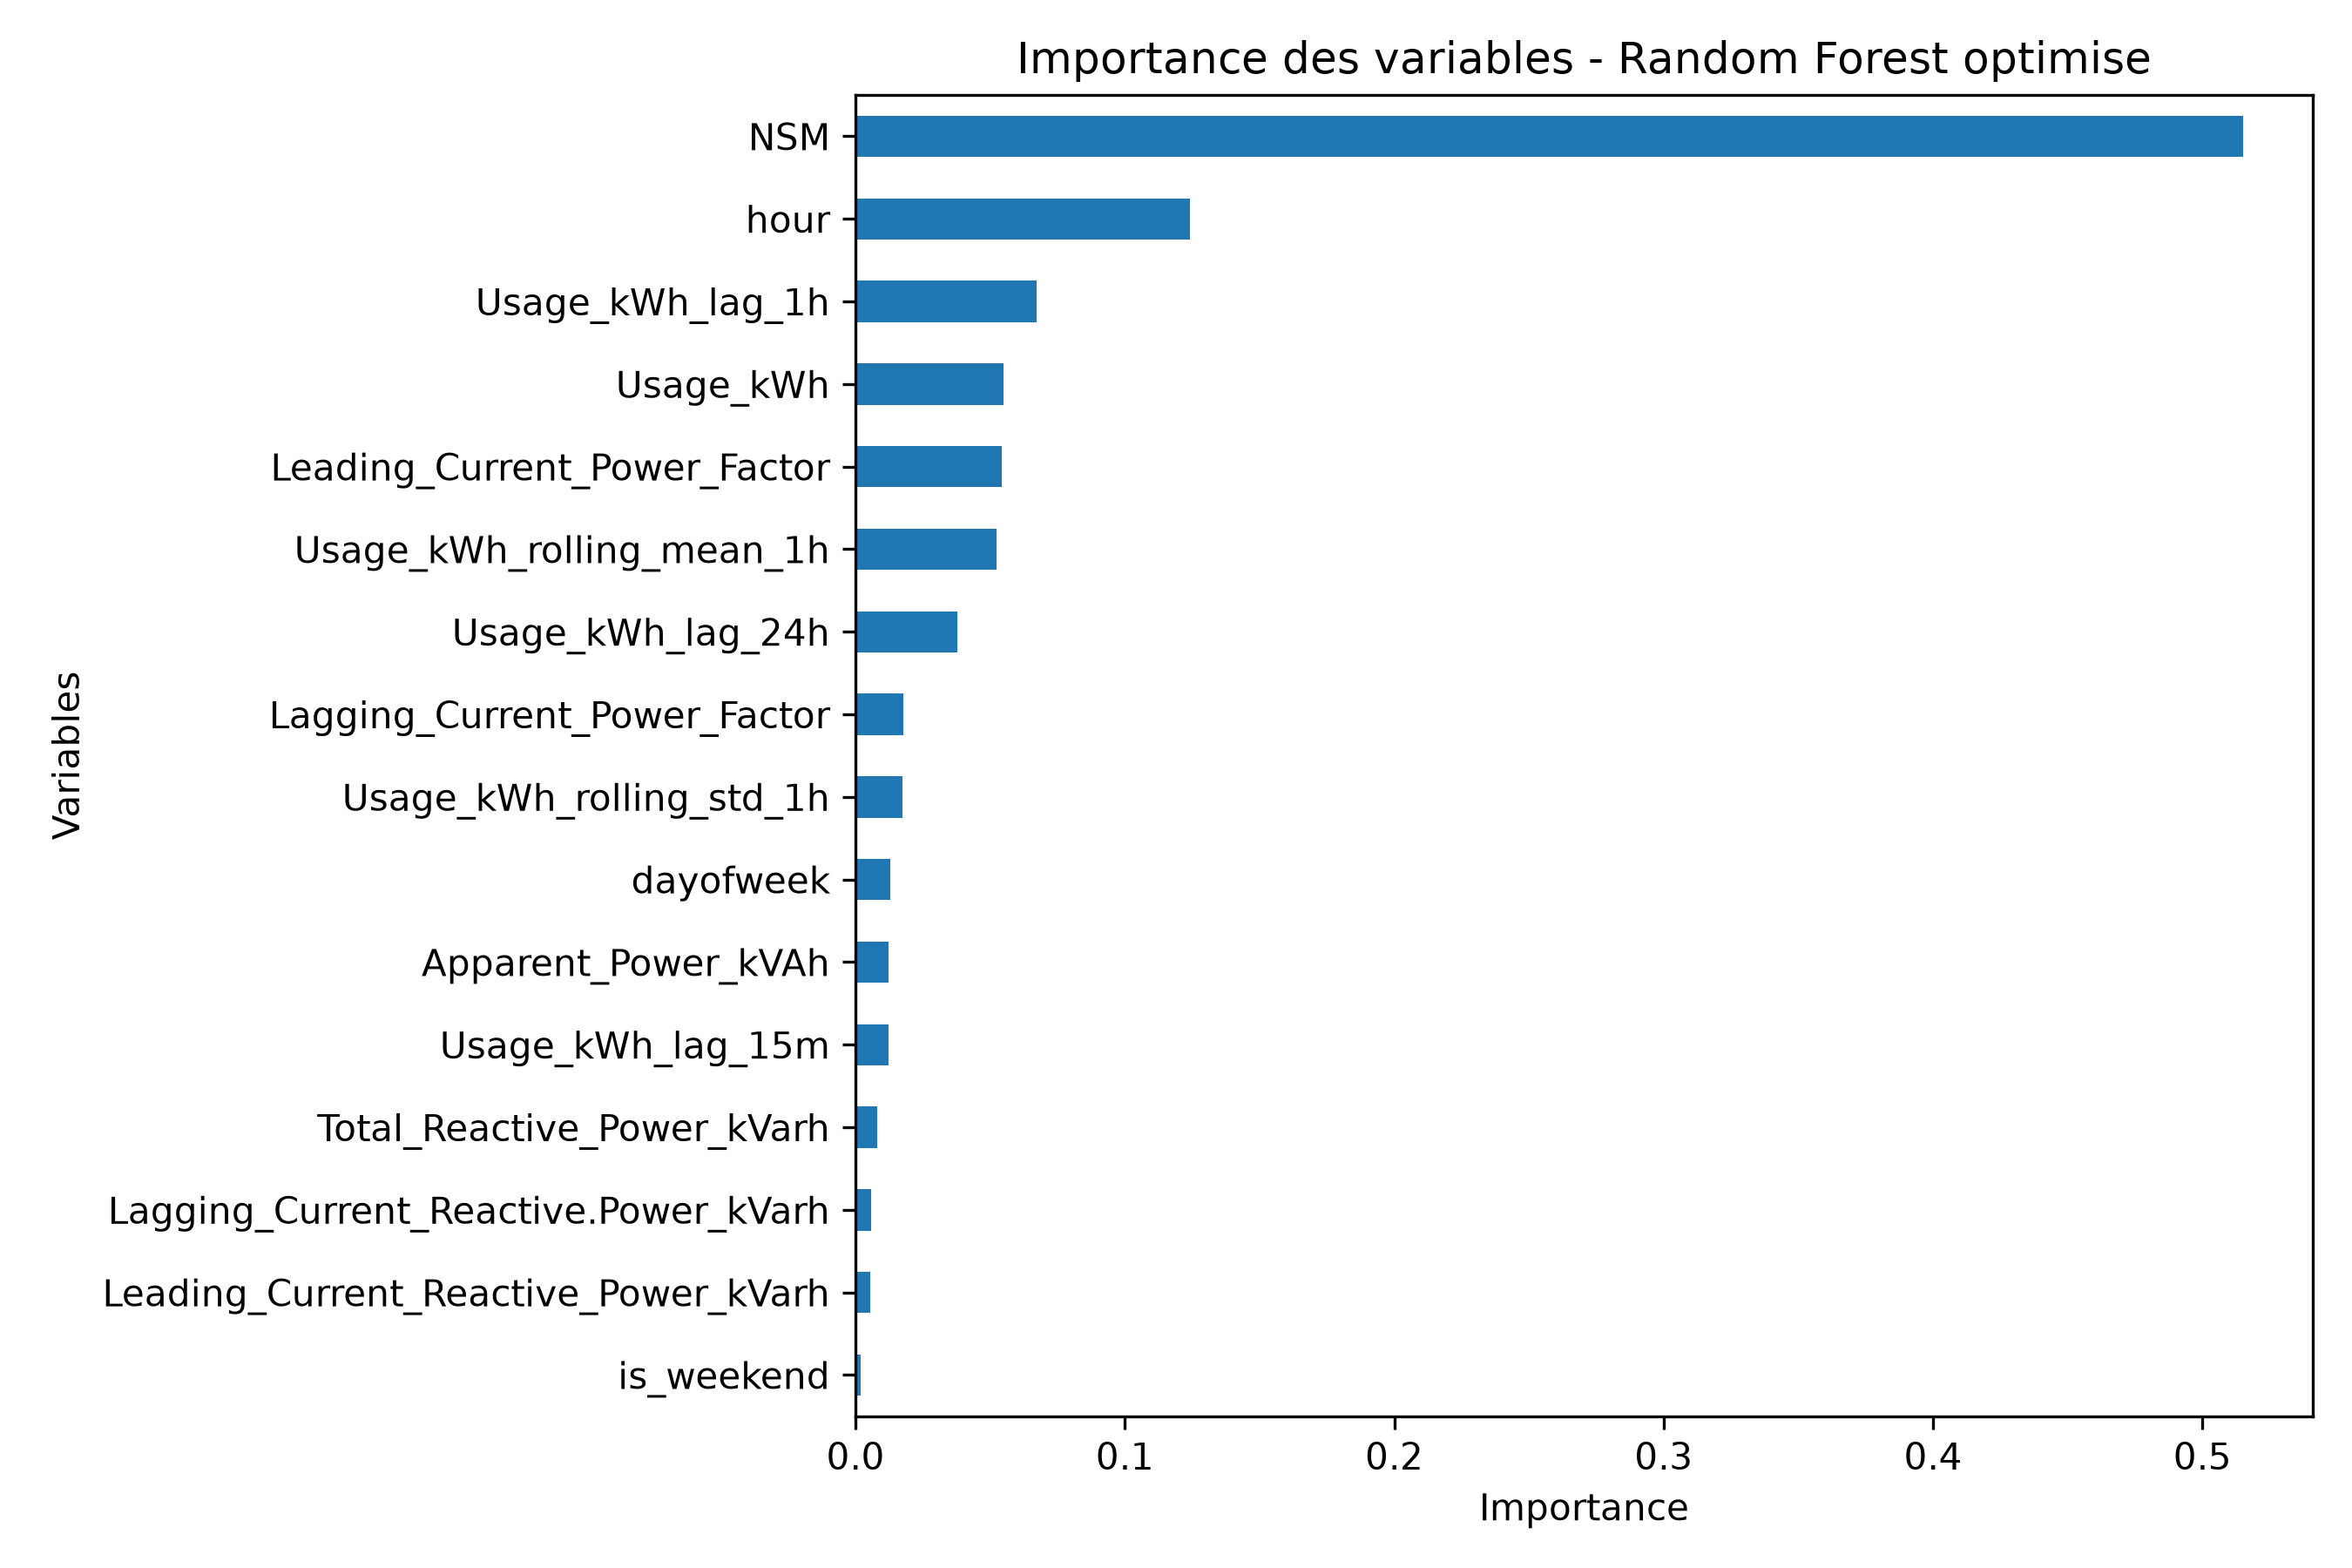 Importance des variables - Random Forest optimise
NSM
hour
Usage_kWh_lag_1h
Usage_kWh
Leading_Current_Power_Factor
Usage_kWh_rolling_mean_1h
Usage_kWh_lag_24h
Lagging_Current_Power_Factor
Usage_kWh_rolling_std_1h
dayofweek
Apparent_Power_kVAh
Usage_kWh_lag_15m
Total_Reactive_Power_kVarh
Lagging_Current_Reactive.Power_kVarh
Leading_Current_Reactive_Power_kVarh
is_weekend
Variables
0.0 0.1 0.2 0.3 0.4 0.5
Importance